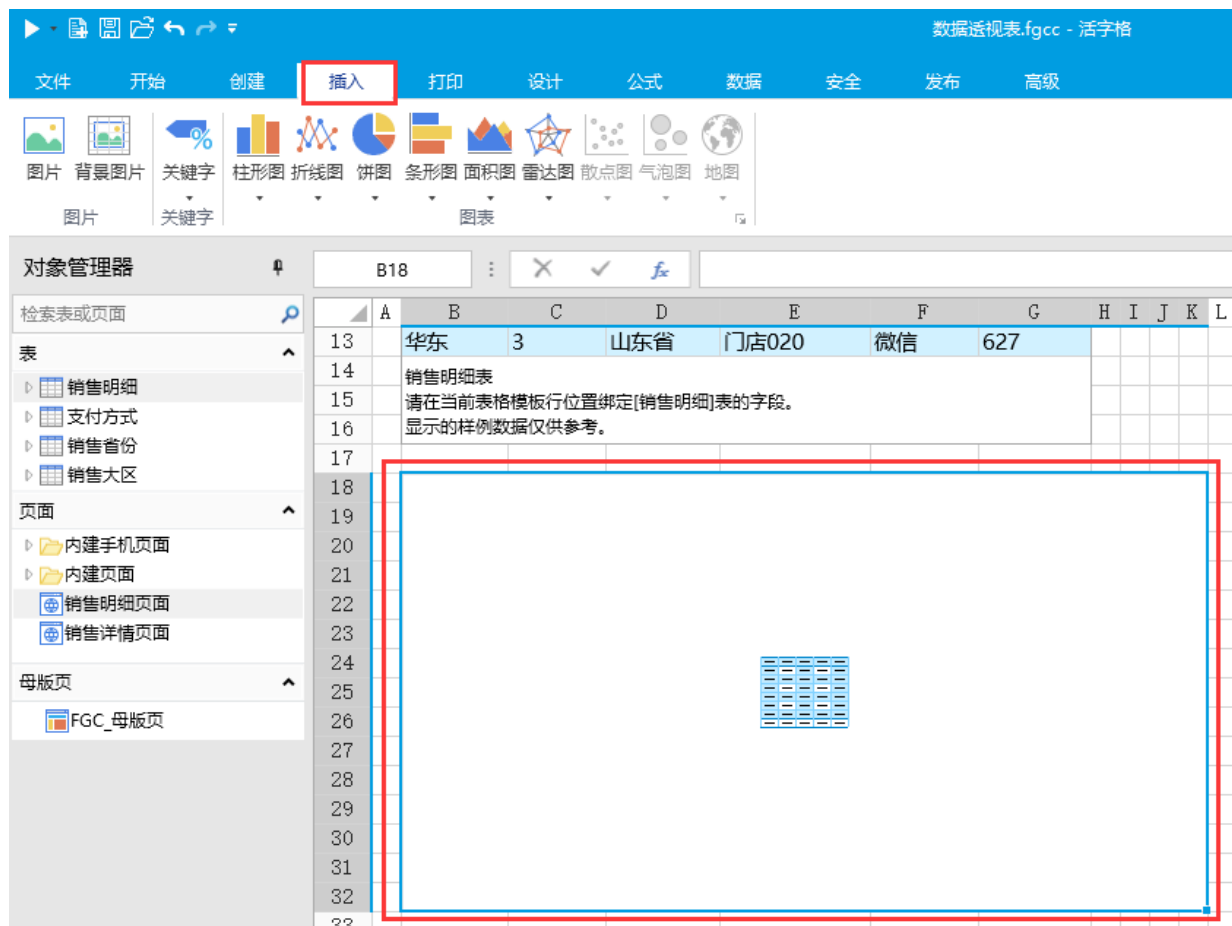 数据透视表.fgcc - 活字格
文件 开始 创建 插入 打印 设计 公式 数据 安全 发布 高级
图片 背景图片 关键字 柱形图 折线图 饼图 条形图 面积图 雷达图 散点图 气泡图 地图
图片 关键字 图表
对象管理器
B18
fx
检索表或页面
A B C D E F G H I J K L
表
销售明细
支付方式
销售省份
销售大区
页面
内建手机页面
内建页面
销售明细页面
销售详情页面
母版页
FGC_母版页
13 华东 3 山东省 门店020 微信 627
14 销售明细表
15 请在当前表格模板行位置绑定[销售明细]表的字段。
16 显示的样例数据仅供参考。
17
18
19
20
21
22
23
24
25
26
27
28
29
30
31
32
33